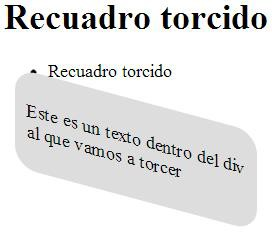 Recuadro torcido
Recuadro torcido
Este es un texto dentro del div
al que vamos a torcer